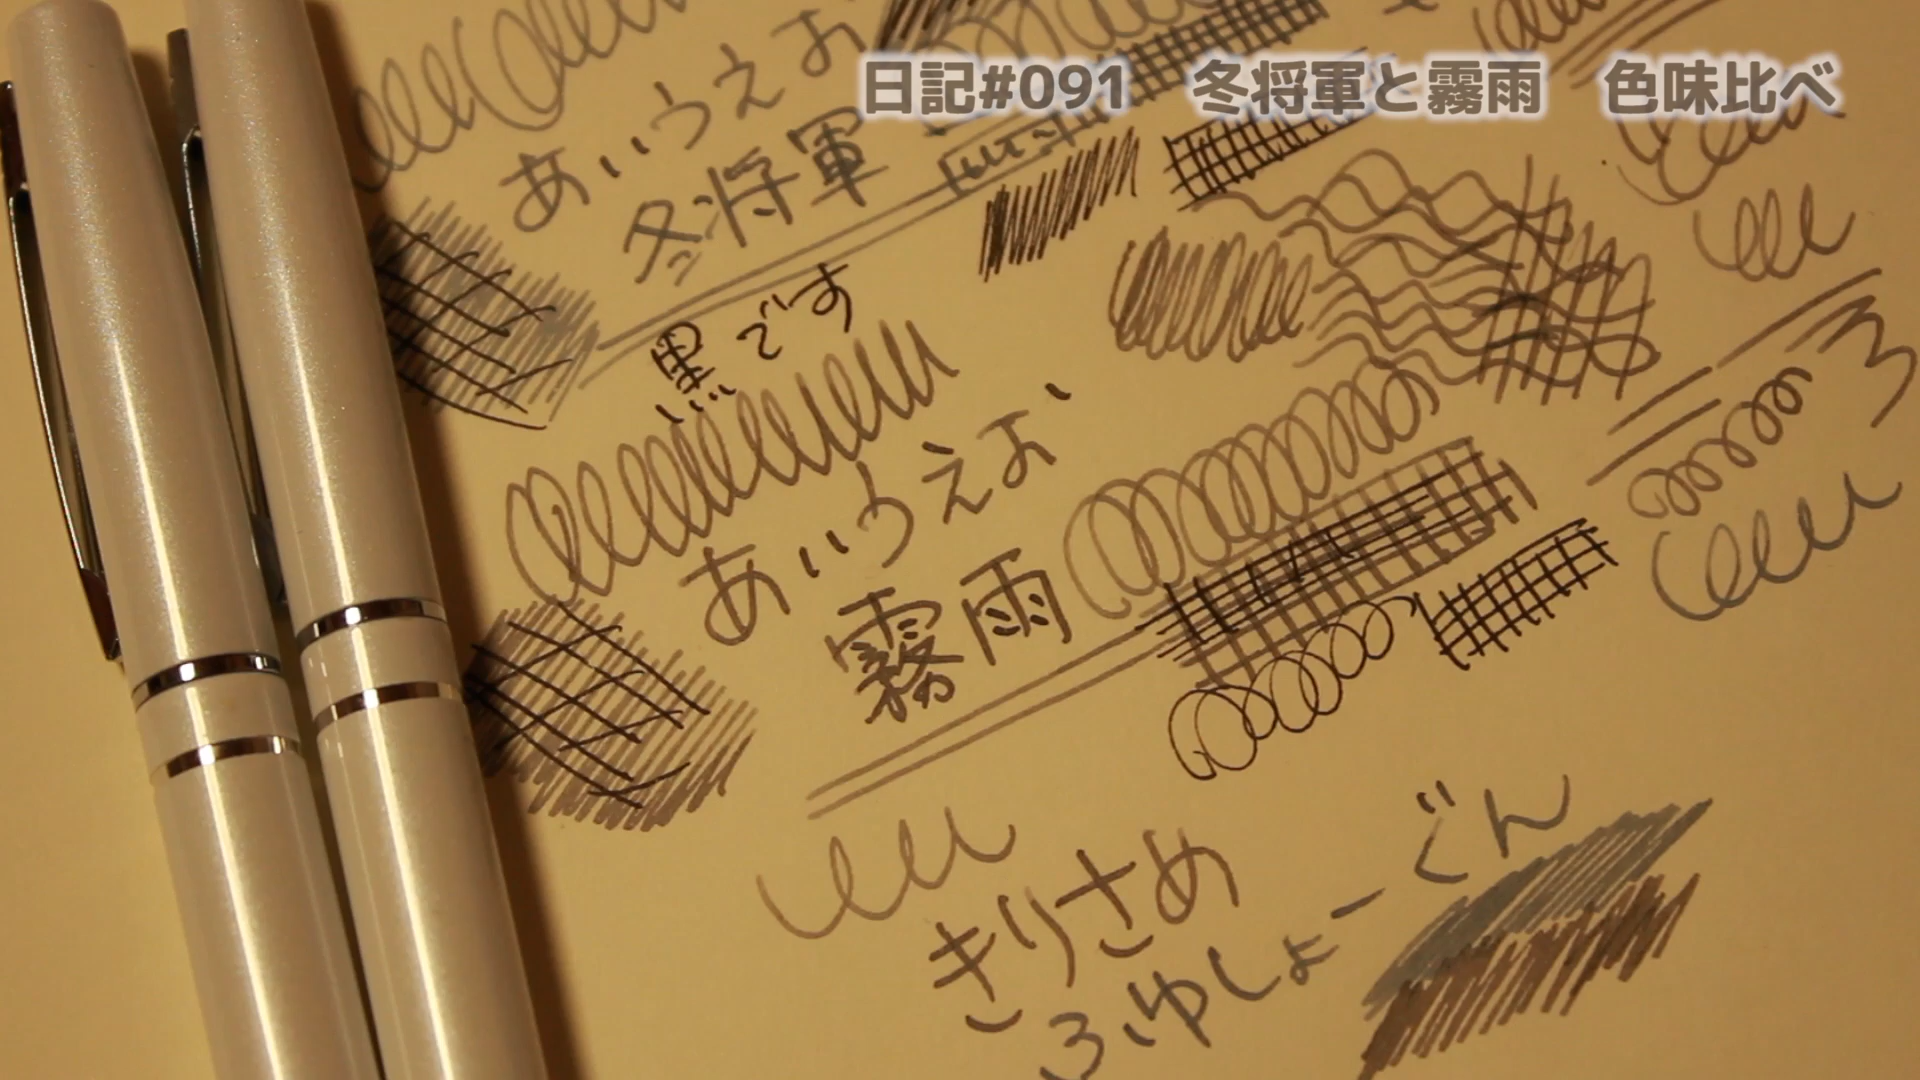 日記#091　冬将軍と霧雨　色味比べ
あいうえお
冬将軍
黒です
あいうえお
霧雨
きりさめ
ふゆしょーぐん